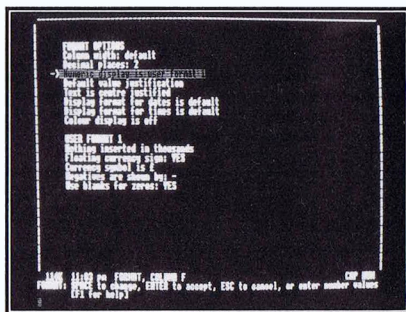 FORMAT OPTIONS
Column width: default
Decimal places: 2
Numeric display is user format 1
Default value justification
Text is centre justified
Display format for dates is default
Display format for times is default
Colour display is off
USER FORMAT 1
Nothing inserted in thousands
Floating currency sign: YES
Currency symbol is £
Negatives are shown by: -
Use blanks for zeros: YES
114K 11:03 pm FORMAT, COLUMN F CAP NUM
FORMAT: SPACE to change, ENTER to accept, ESC to cancel, or enter number values
[F1 for help]